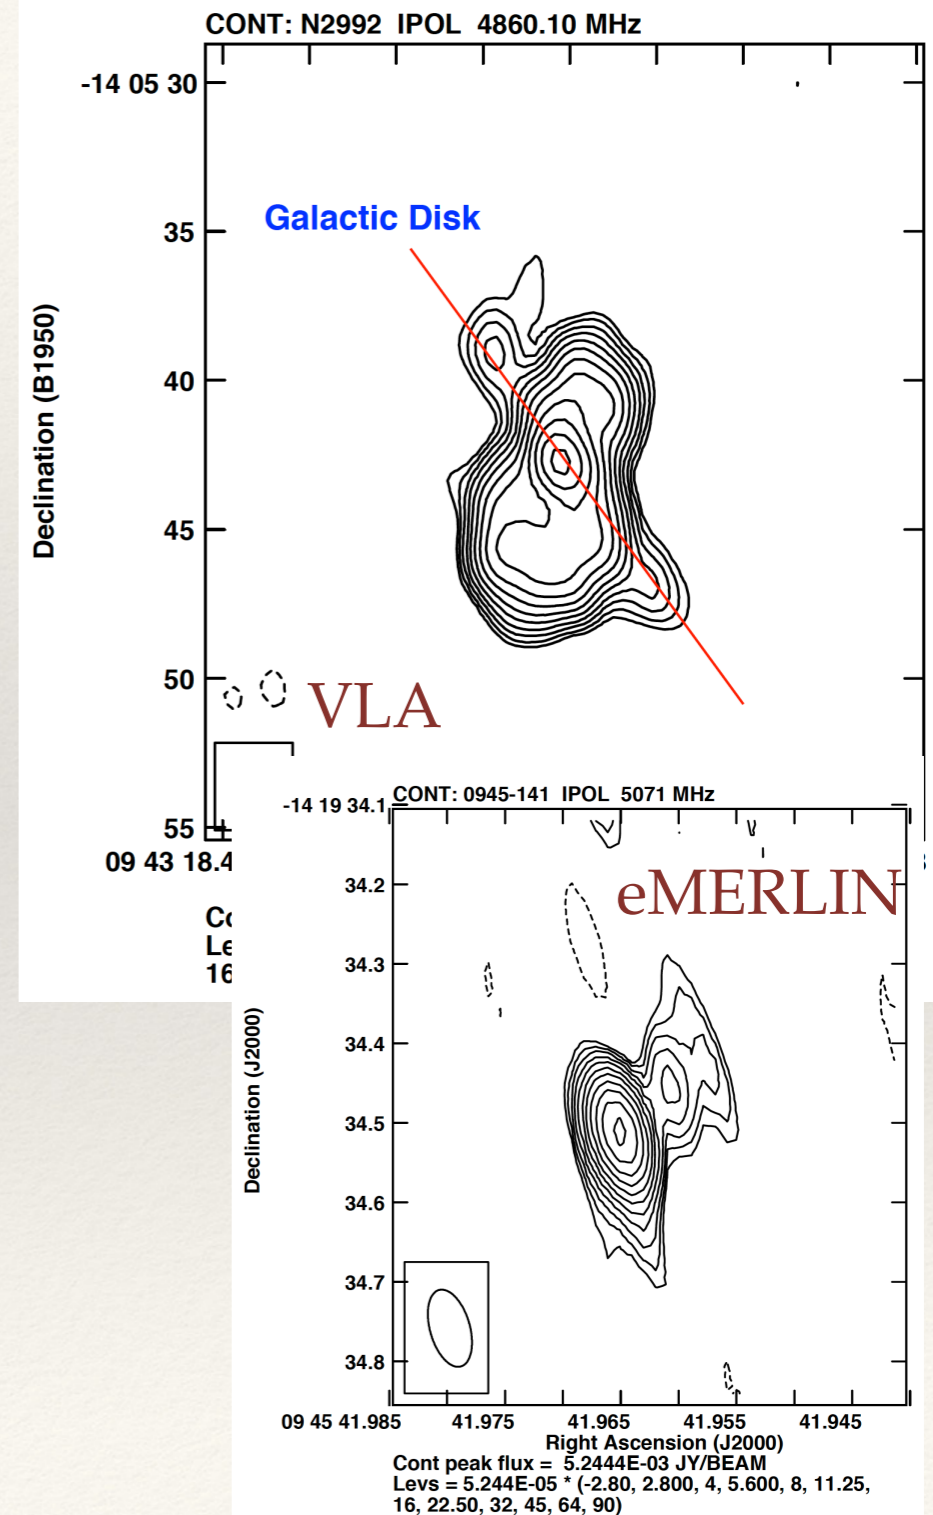 CONT: N2992 IPOL 4860.10 MHz
-14 05 30
Galactic Disk
35
Declination (B1950)
40
45
50
VLA
55
09 43 18.4
Co
Le
16
CONT: 0945-141 IPOL 5071 MHz
-14 19 34.1
eMERLIN
34.2
34.3
34.4
Declination (J2000)
34.5
34.6
34.7
34.8
09 45 41.985 41.975 41.965 41.955 41.945
Right Ascension (J2000)
Cont peak flux = 5.2444E-03 JY/BEAM
Levs = 5.244E-05 * (-2.80, 2.800, 4, 5.600, 8, 11.25,
16, 22.50, 32, 45, 64, 90)